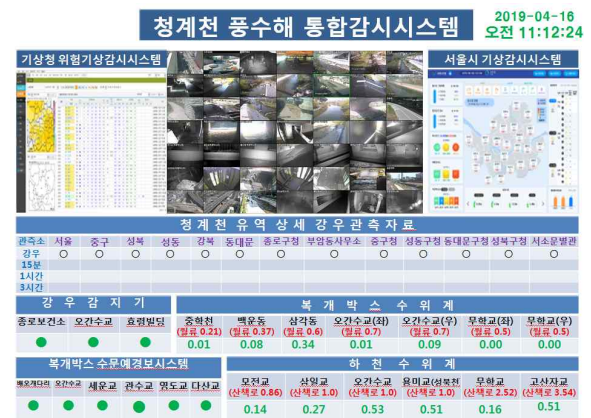 청계천 풍수해 통합감시시스템
2019-04-16
오전 11:12:24
기상청 위험기상감시시스템
서울시 기상감시시스템
청계천 유역 상세 강우관측자료
관측소 서울 중구 성북 성동 강북 동대문 종로구청 부암동사무소 중구청 성동구청 동대문구청 성북구청 서소문별관
강우 ○ ○ ○ ○ ○ ○ ○ ○ ○ ○ ○ ○ ○
15분
1시간
3시간
강우감지기
종로보건소 오간수교 효령빌딩
복개박스수위계
중학천 백운동 삼각동 오간수교(좌) 오간수교(우) 무학교(좌) 무학교(우)
(월류 0.21) (월류 0.37) (월류 0.6) (월류 0.7) (월류 0.7) (월류 0.5) (월류 0.5)
0.01 0.08 0.34 0.01 0.09 0.00 0.00
복개박스 수문예경보시스템
배오개다리 오간수교 세운교 관수교 영도교 다산교
하천수위계
모전교 삼일교 오간수교 용미교(성북천 무학교 고산자교
(산책로 0.86) (산책로 1.0) (산책로 1.0) (산책로 1.0) (산책로 2.52) (산책로 3.54)
0.14 0.27 0.53 0.51 0.16 0.51